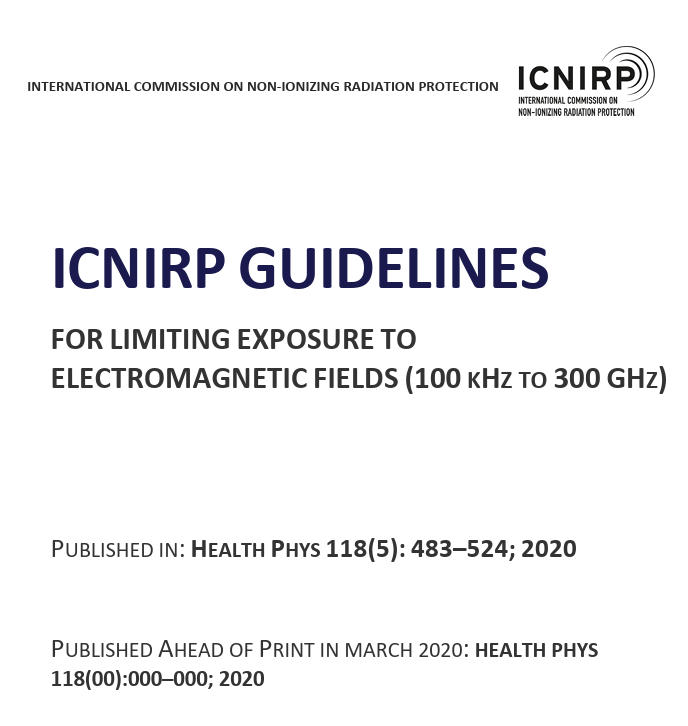 INTERNATIONAL COMMISSION ON NON-IONIZING RADIATION PROTECTION
ICNIRP
INTERNATIONAL COMMISSION ON
NON-IONIZING RADIATION PROTECTION
ICNIRP GUIDELINES
FOR LIMITING EXPOSURE TO
ELECTROMAGNETIC FIELDS (100 KHZ TO 300 GHZ)
PUBLISHED IN: HEALTH PHYS 118(5): 483–524; 2020
PUBLISHED AHEAD OF PRINT IN MARCH 2020: HEALTH PHYS
118(00):000–000; 2020